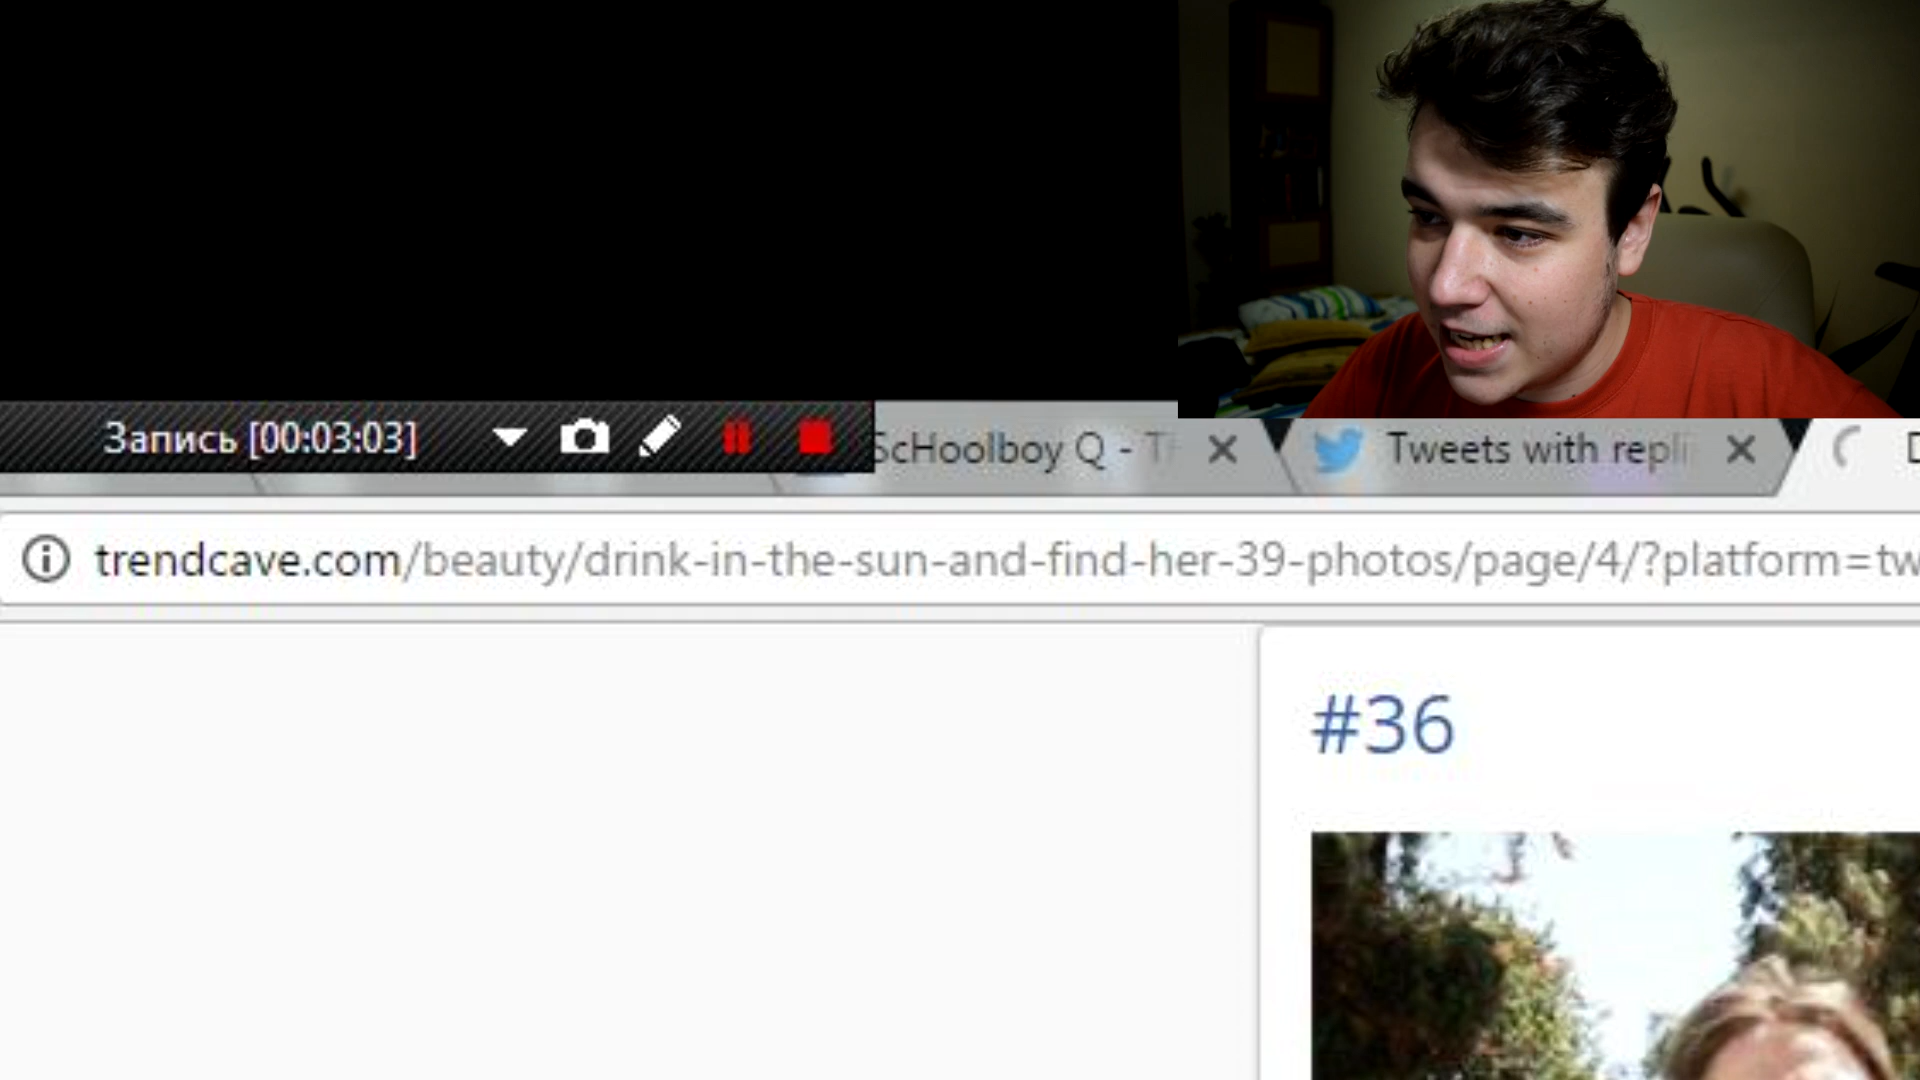 Запись [00:03:03]
ScHoolboy Q - Th
Tweets with repli
trendcave.com/beauty/drink-in-the-sun-and-find-her-39-photos/page/4/?platform=tw
#36